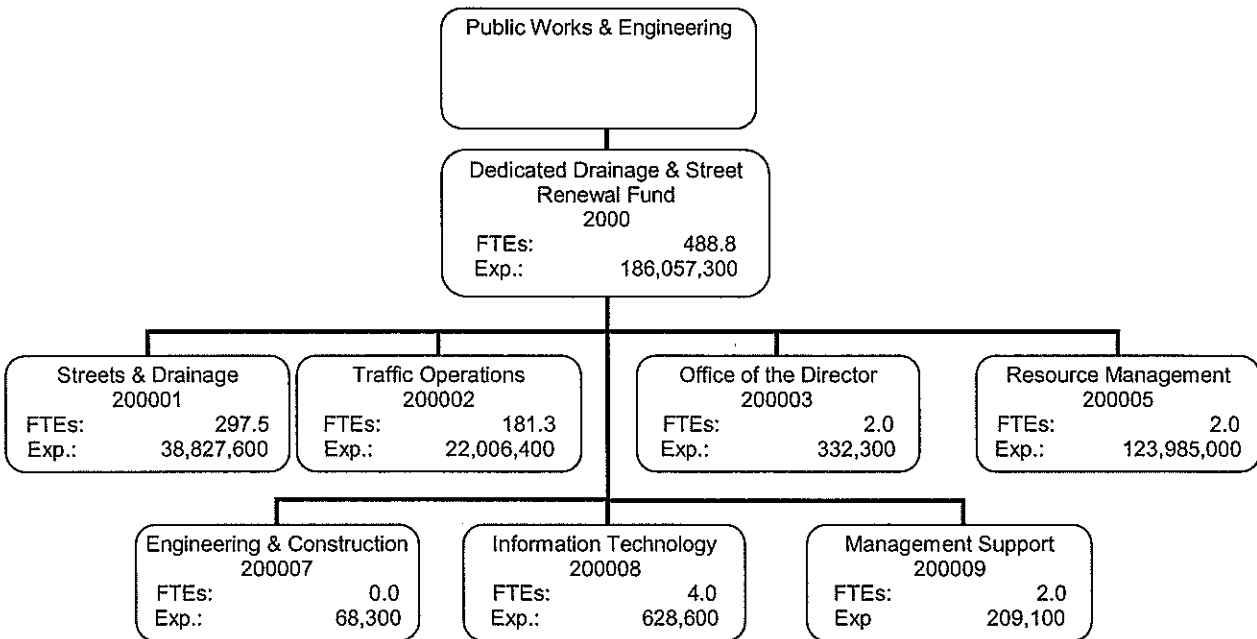 Public Works & Engineering
Dedicated Drainage & Street
Renewal Fund
2000
FTEs: 488.8
Exp.: 186,057,300
Streets & Drainage
200001
FTEs: 297.5
Exp.: 38,827,600
Traffic Operations
200002
FTEs: 181.3
Exp.: 22,006,400
Office of the Director
200003
FTEs: 2.0
Exp.: 332,300
Resource Management
200005
FTEs: 2.0
Exp.: 123,985,000
Engineering & Construction
200007
FTEs: 0.0
Exp.: 68,300
Information Technology
200008
FTEs: 4.0
Exp.: 628,600
Management Support
200009
FTEs: 2.0
Exp 209,100